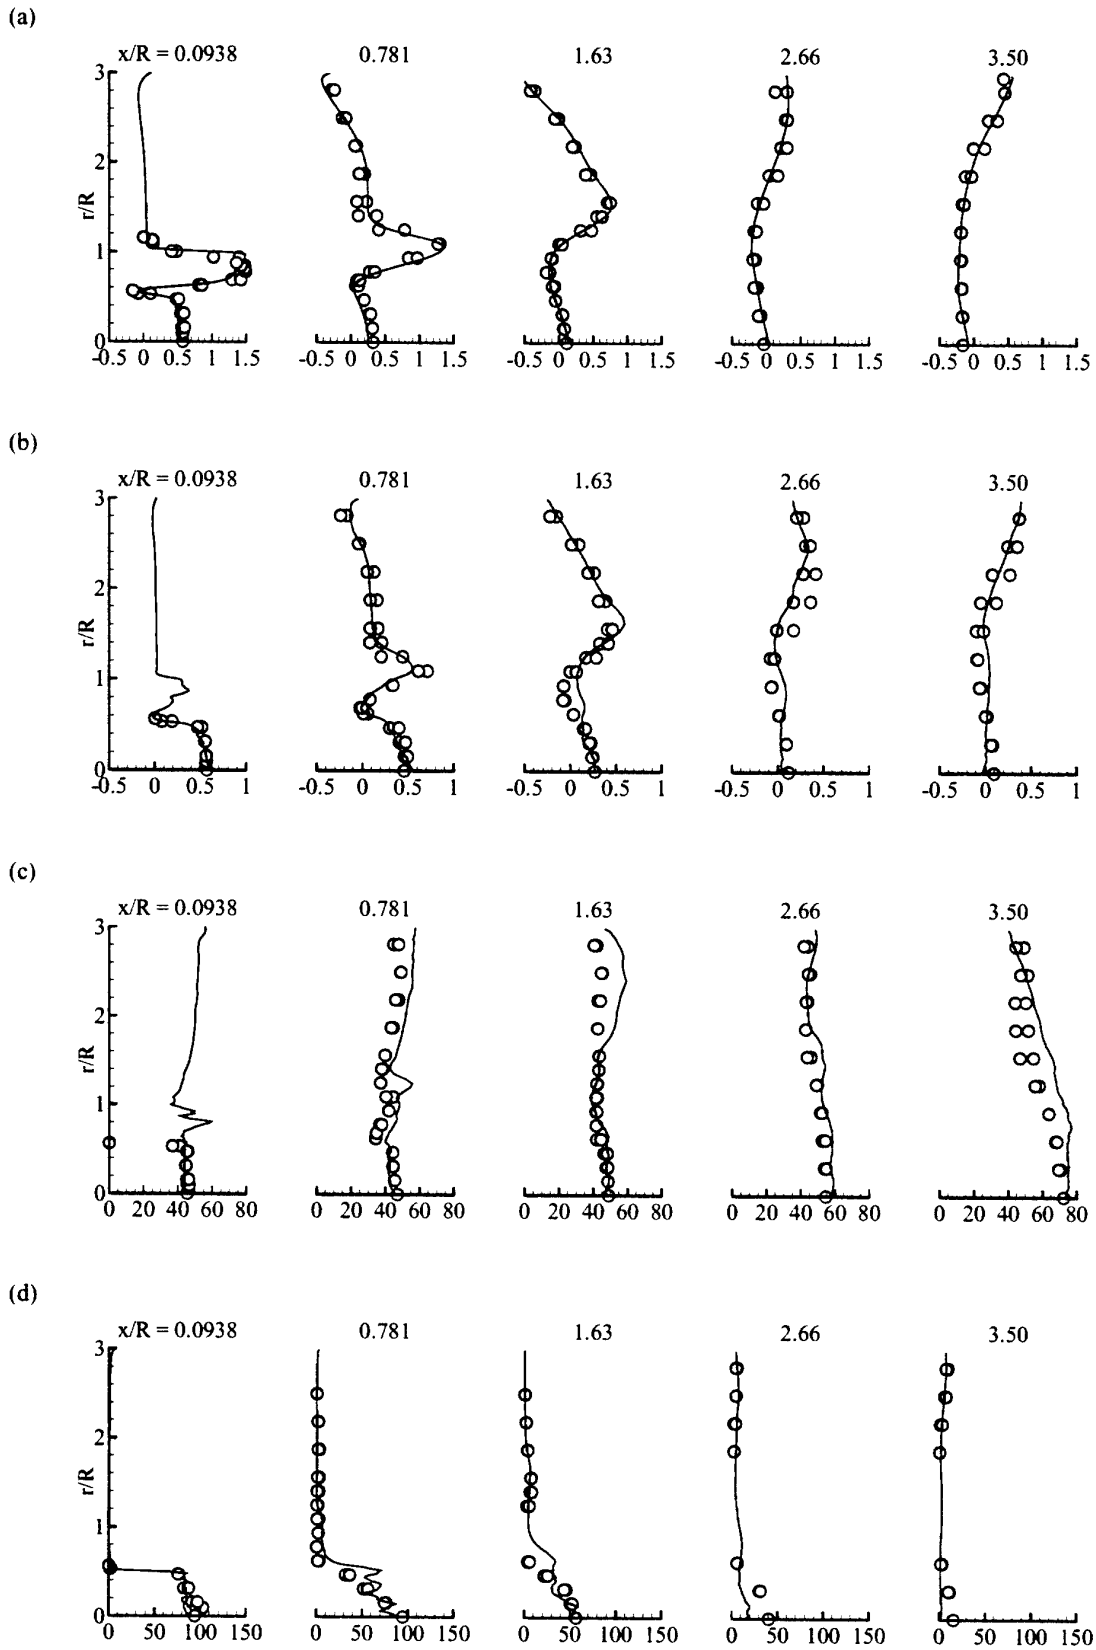 (a)
x/R = 0.0938 0.781 1.63 2.66 3.50
3
2
r/R
1
0
-0.5 0 0.5 1 1.5 -0.5 0 0.5 1 1.5 -0.5 0 0.5 1 1.5 -0.5 0 0.5 1 1.5 -0.5 0 0.5 1 1.5
(b)
x/R = 0.0938 0.781 1.63 2.66 3.50
3
2
r/R
1
0
-0.5 0 0.5 1 -0.5 0 0.5 1 -0.5 0 0.5 1 -0.5 0 0.5 1 -0.5 0 0.5 1
(c)
x/R = 0.0938 0.781 1.63 2.66 3.50
3
2
r/R
1
0
0 20 40 60 80 0 20 40 60 80 0 20 40 60 80 0 20 40 60 80 0 20 40 60 80
(d)
x/R = 0.0938 0.781 1.63 2.66 3.50
3
2
r/R
1
0
0 50 100 150 0 50 100 150 0 50 100 150 0 50 100 150 0 50 100 150